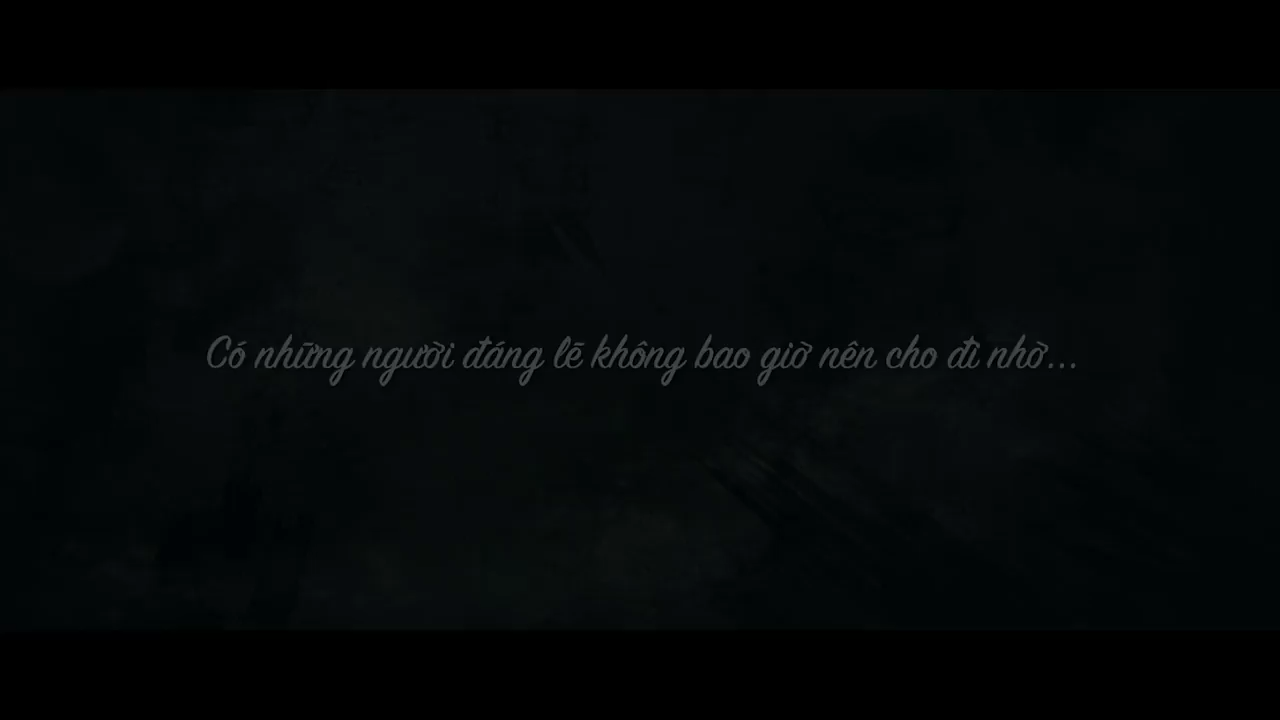 Có những người đáng lẽ không bao giờ nên cho đi nhờ...